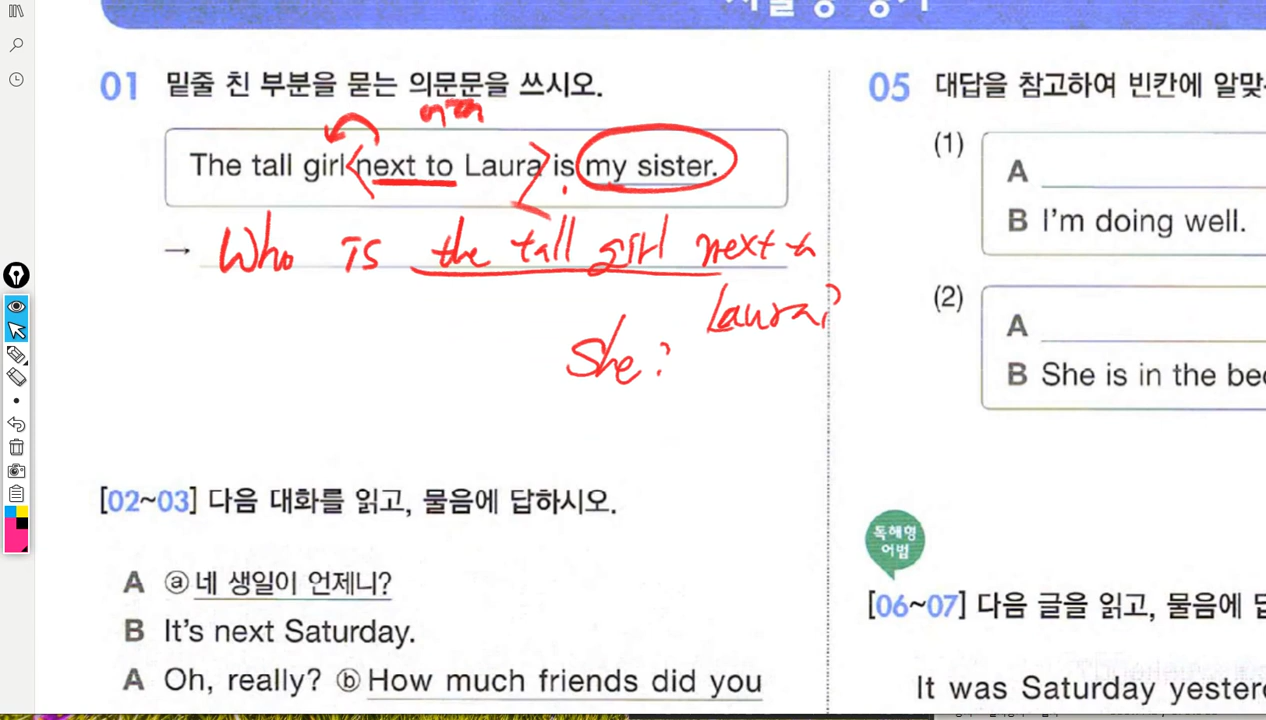 서술형
01 밑줄 친 부분을 묻는 의문문을 쓰시오.
The tall girl next to Laura is my sister.
→ Who is the tall girl next to
Laura?
She?
[02~03] 다음 대화를 읽고, 물음에 답하시오.
A ⓐ 네 생일이 언제니?
B It's next Saturday.
A Oh, really? ⓑ How much friends did you
05 대답을 참고하여 빈칸에 알맞
(1)
A
B I'm doing well.
(2)
A
B She is in the be
독해형
어법
[06~07] 다음 글을 읽고, 물음에
It was Saturday yester